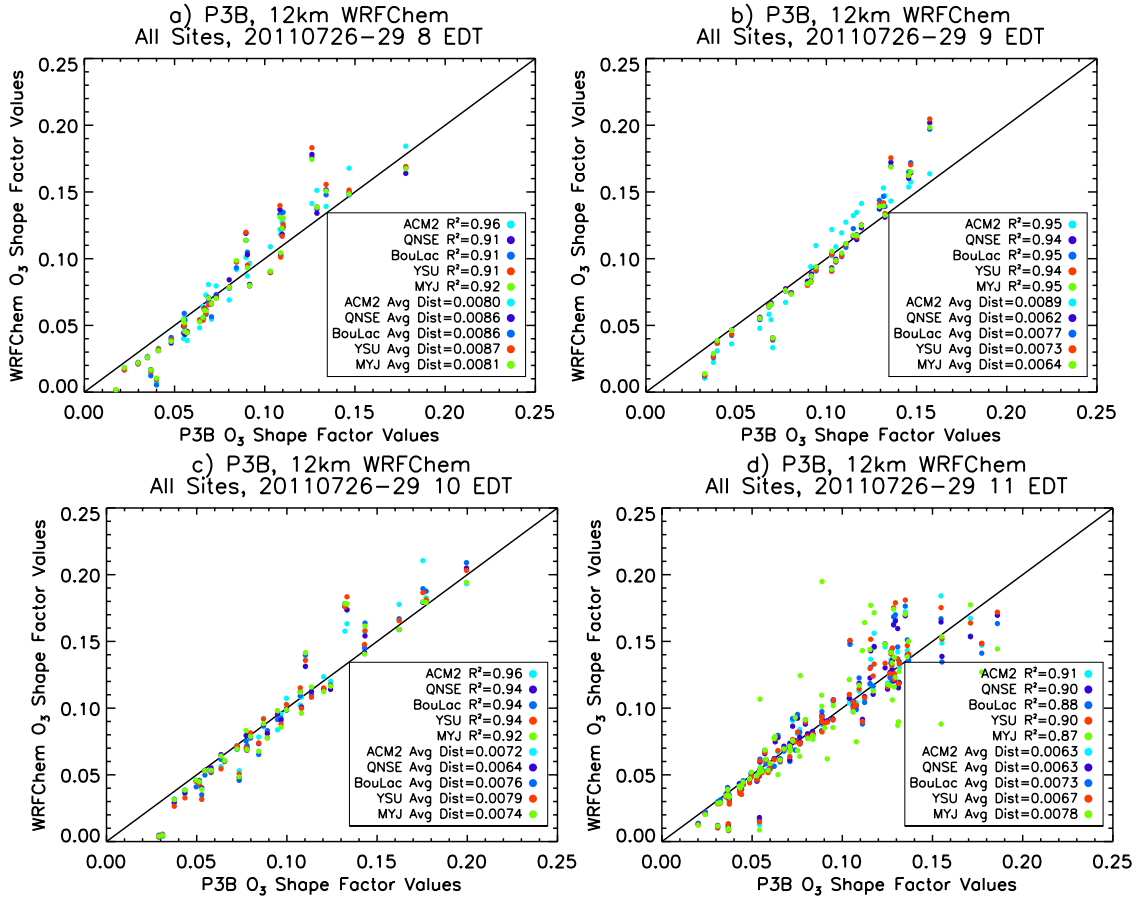 a) P3B, 12km WRFChem
All Sites, 20110726-29 8 EDT
WRFChem O₃ Shape Factor Values
0.25
0.20
0.15
0.10
0.05
0.00
ACM2 R²=0.96
QNSE R²=0.91
BouLac R²=0.91
YSU R²=0.91
MYJ R²=0.92
ACM2 Avg Dist=0.0080
QNSE Avg Dist=0.0086
BouLac Avg Dist=0.0086
YSU Avg Dist=0.0087
MYJ Avg Dist=0.0081
0.00 0.05 0.10 0.15 0.20 0.25
P3B O₃ Shape Factor Values
b) P3B, 12km WRFChem
All Sites, 20110726-29 9 EDT
WRFChem O₃ Shape Factor Values
0.25
0.20
0.15
0.10
0.05
0.00
ACM2 R²=0.95
QNSE R²=0.94
BouLac R²=0.95
YSU R²=0.94
MYJ R²=0.95
ACM2 Avg Dist=0.0089
QNSE Avg Dist=0.0062
BouLac Avg Dist=0.0077
YSU Avg Dist=0.0073
MYJ Avg Dist=0.0064
0.00 0.05 0.10 0.15 0.20 0.25
P3B O₃ Shape Factor Values
c) P3B, 12km WRFChem
All Sites, 20110726-29 10 EDT
WRFChem O₃ Shape Factor Values
0.25
0.20
0.15
0.10
0.05
0.00
ACM2 R²=0.96
QNSE R²=0.94
BouLac R²=0.94
YSU R²=0.94
MYJ R²=0.92
ACM2 Avg Dist=0.0072
QNSE Avg Dist=0.0064
BouLac Avg Dist=0.0076
YSU Avg Dist=0.0079
MYJ Avg Dist=0.0074
0.00 0.05 0.10 0.15 0.20 0.25
P3B O₃ Shape Factor Values
d) P3B, 12km WRFChem
All Sites, 20110726-29 11 EDT
WRFChem O₃ Shape Factor Values
0.25
0.20
0.15
0.10
0.05
0.00
ACM2 R²=0.91
QNSE R²=0.90
BouLac R²=0.88
YSU R²=0.90
MYJ R²=0.87
ACM2 Avg Dist=0.0063
QNSE Avg Dist=0.0063
BouLac Avg Dist=0.0073
YSU Avg Dist=0.0067
MYJ Avg Dist=0.0078
0.00 0.05 0.10 0.15 0.20 0.25
P3B O₃ Shape Factor Values